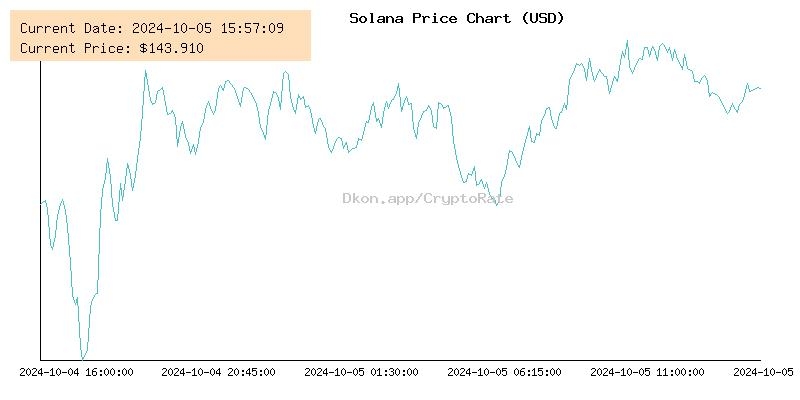 Solana Price Chart (USD)
Current Date: 2024-10-05 15:57:09
Current Price: $143.910
Dkon.app/CryptoRate
2024-10-04 16:00:00 2024-10-04 20:45:00 2024-10-05 01:30:00 2024-10-05 06:15:00 2024-10-05 11:00:00 2024-10-05